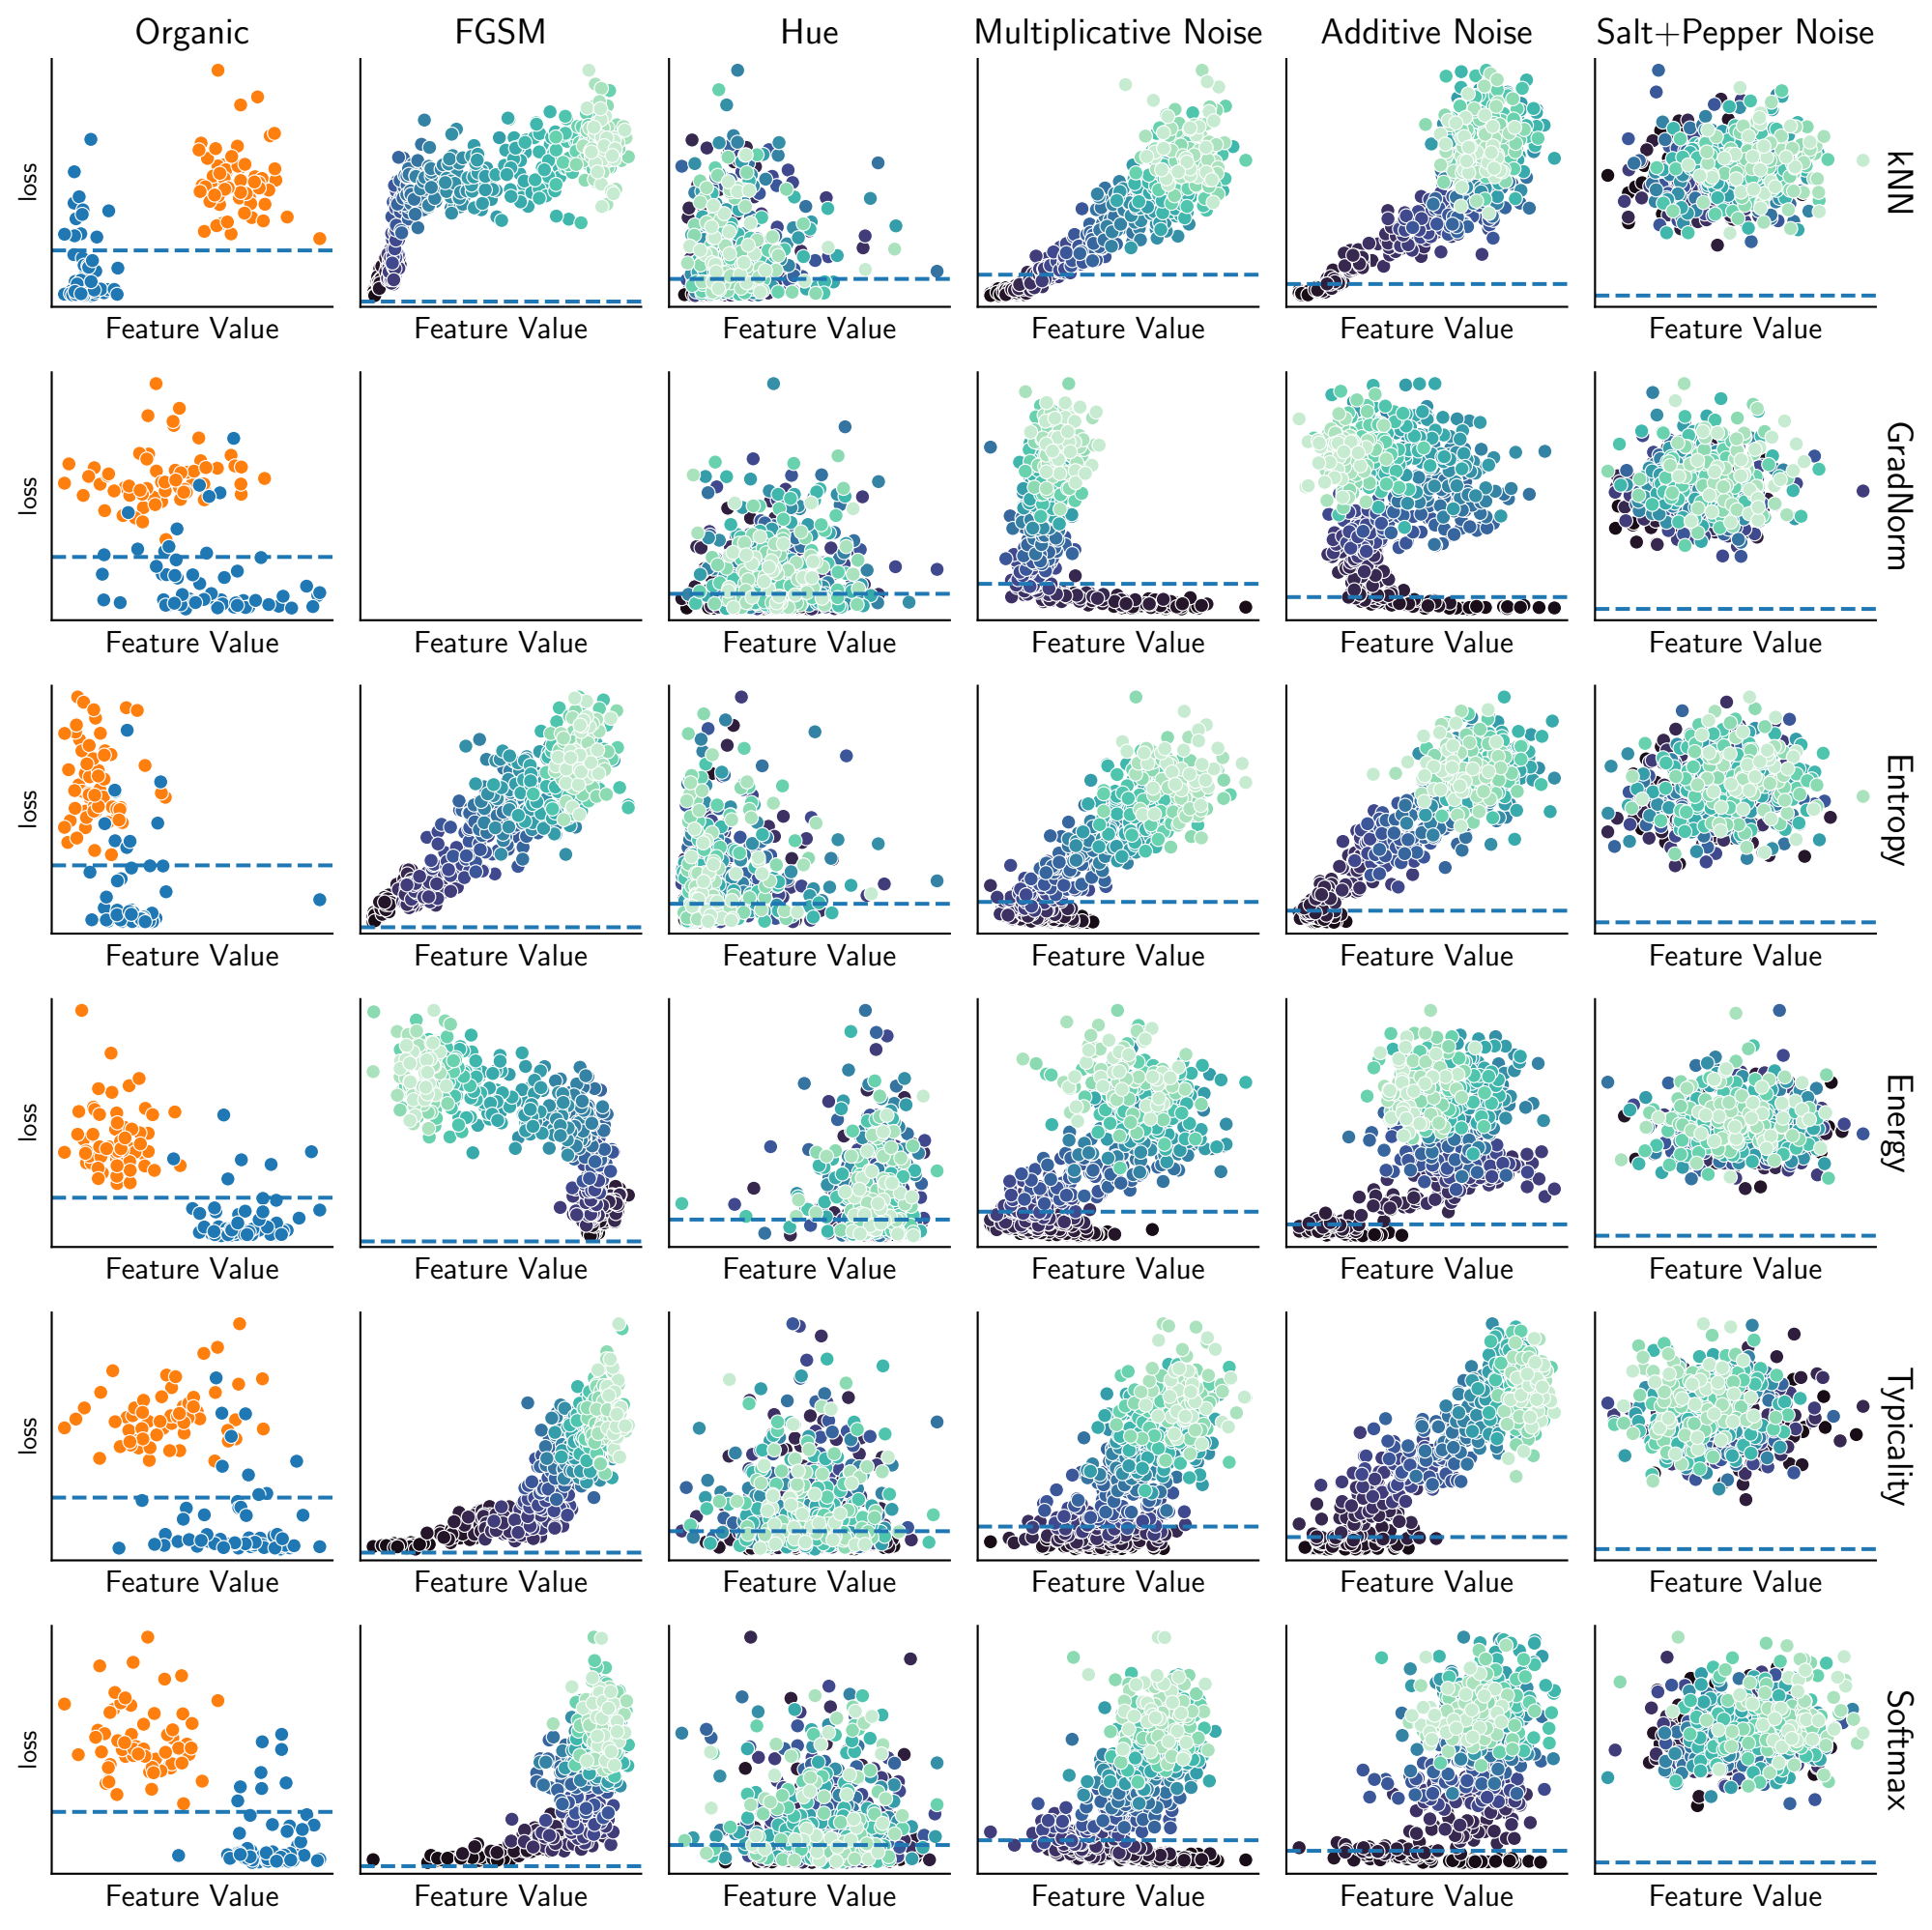 Organic FGSM Hue Multiplicative Noise Additive Noise Salt+Pepper Noise
loss kNN
Feature Value Feature Value Feature Value Feature Value Feature Value Feature Value
loss GradNorm
Feature Value Feature Value Feature Value Feature Value Feature Value Feature Value
loss Entropy
Feature Value Feature Value Feature Value Feature Value Feature Value Feature Value
loss Energy
Feature Value Feature Value Feature Value Feature Value Feature Value Feature Value
loss Typicality
Feature Value Feature Value Feature Value Feature Value Feature Value Feature Value
loss Softmax
Feature Value Feature Value Feature Value Feature Value Feature Value Feature Value